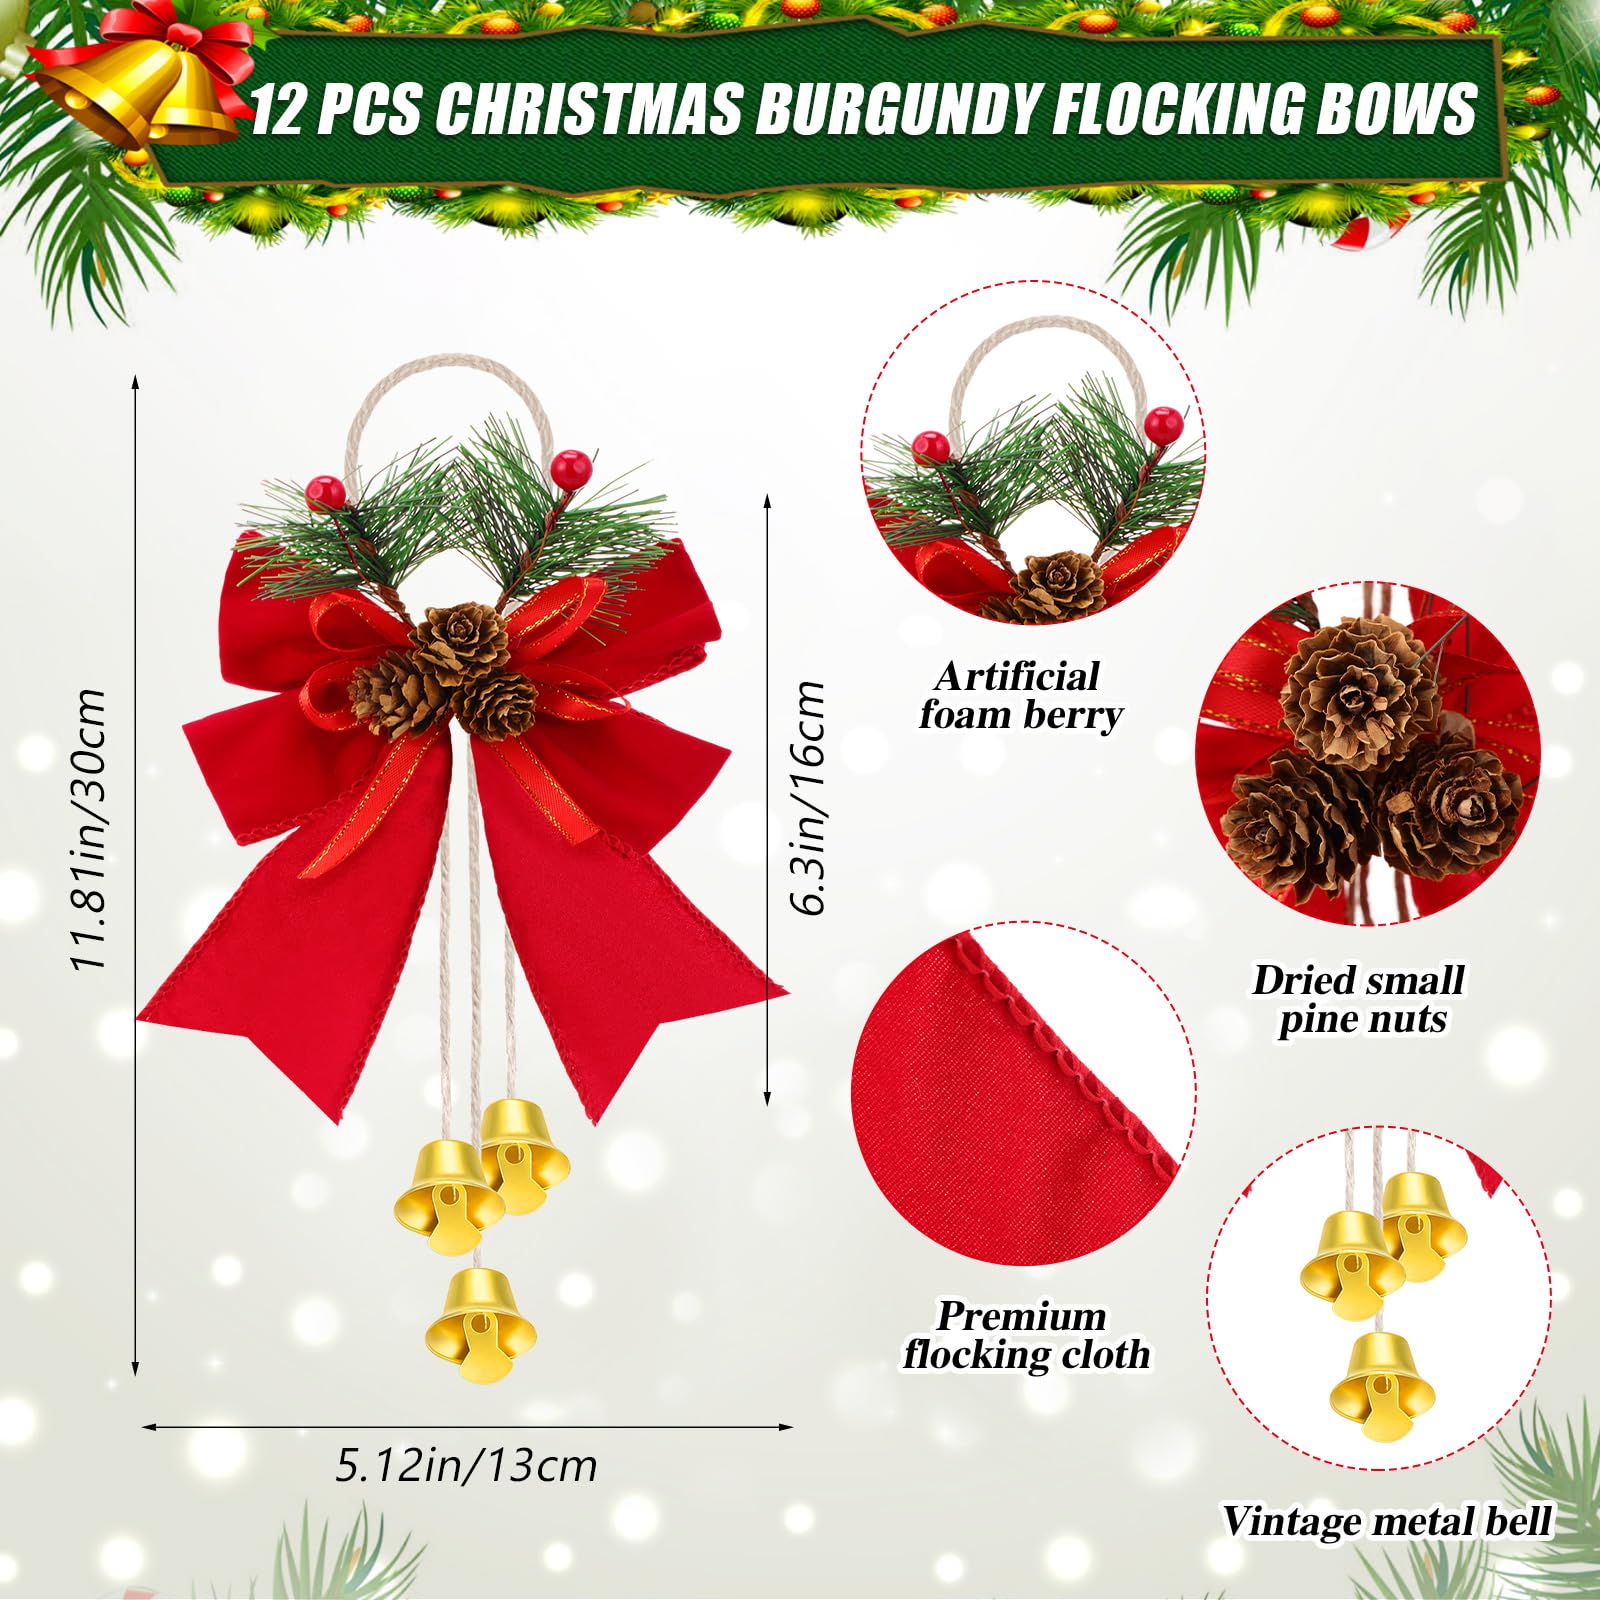 12 PCS CHRISTMAS BURGUNDY FLOCKING BOWS
11.81in/30cm
6.3in/16cm
5.12in/13cm
Artificial
foam berry
Dried small
pine nuts
Premium
flocking cloth
Vintage metal bell